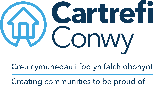 Cartrefi
Conwy
Creu cymunedau i fod yn falch ohonynt
Creating communities to be proud of